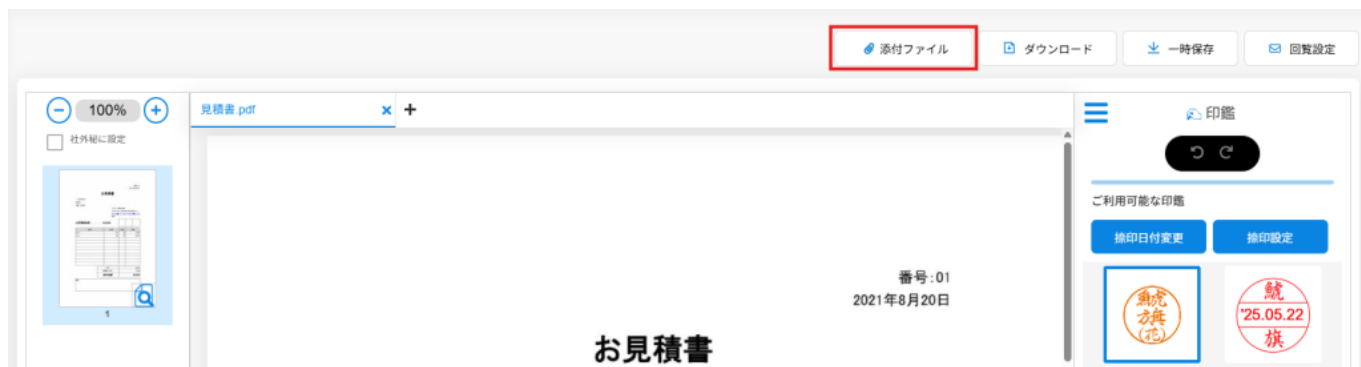 添付ファイル
ダウンロード
一時保存
回覧設定
100%
見積書.pdf
社外秘に設定
印鑑
ご利用可能な印鑑
捺印日付変更
捺印設定
番号:01
2021年8月20日
お見積書
1
鯱
'25.05.22
旗